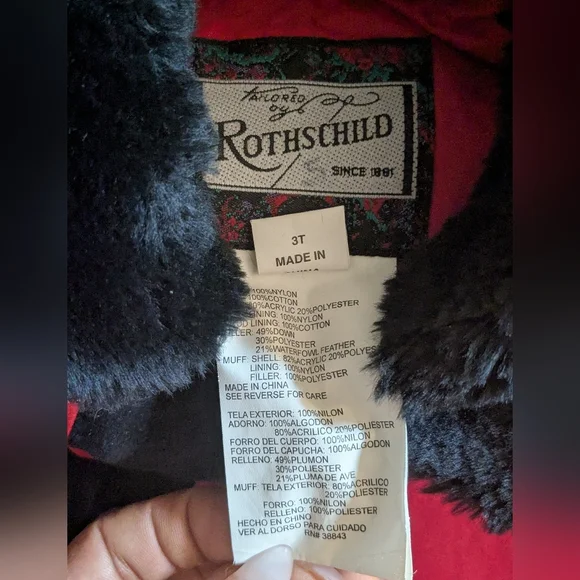 TAILORED
by
ROTHSCHILD
SINCE 1881
3T
MADE IN
100%NYLON
100%COTTON
ACRYLIC 20%POLYESTER
LINING: 100%NYLON
LINING: 100%COTTON
49%DOWN
30%POLYESTER
21%WATERFOWL FEATHER
MUFF: SHELL: 82%ACRYLIC 20%POLYES
LINING: 100%NYLON
FILLER: 100%POLYESTER
MADE IN CHINA
SEE REVERSE FOR CARE
TELA EXTERIOR: 100%NILON
ADORNO: 100%ALGODON
80%ACRILICO 20%POLIESTER
FORRO DEL CUERPO: 100%NILON
FORRO DEL CAPUCHA: 100%ALGODON
RELLENO: 49%PLUMON
30%POLIESTER
21%PLUMA DE AVE
MUFF: TELA EXTERIOR: 80%ACRILICO
20%POLIESTER
FORRO: 100%NILON
RELLENO: 100%POLIESTER
HECHO EN CHINO
VER AL DORSO PARA CUIDADO
RN# 38843